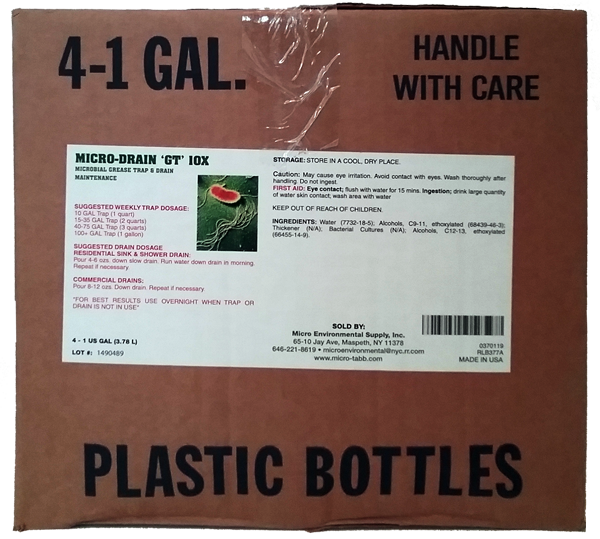 4-1 GAL.
HANDLE
WITH CARE
MICRO-DRAIN 'GT' 10X
MICROBIAL GREASE TRAP & DRAIN
MAINTENANCE
SUGGESTED WEEKLY TRAP DOSAGE:
10 GAL Trap (1 quart)
15-35 GAL Trap (2 quarts)
40-75 GAL Trap (3 quarts)
100+ GAL Trap (1 gallon)
SUGGESTED DRAIN DOSAGE
RESIDENTIAL SINK & SHOWER DRAIN:
Pour 4-6 ozs. down slow drain. Run water down drain in morning.
Repeat if necessary.
COMMERCIAL DRAINS:
Pour 8-12 ozs. Down drain. Repeat if necessary.
*FOR BEST RESULTS USE OVERNIGHT WHEN TRAP OR
DRAIN IS NOT IN USE*
4 - 1 US GAL (3.78 L)
LOT #: 1490489
STORAGE: STORE IN A COOL, DRY PLACE.
Caution: May cause eye irritation. Avoid contact with eyes. Wash thoroughly after
handling. Do not ingest.
FIRST AID: Eye contact; flush with water for 15 mins. Ingestion; drink large quantity
of water skin contact; wash area with water
KEEP OUT OF REACH OF CHILDREN.
INGREDIENTS: Water (7732-18-5); Alcohols, C9-11, ethoxylated (68439-46-3);
Thickener (N/A); Bacterial Cultures (N/A); Alcohols, C12-13, ethoxylated
(66455-14-9).
SOLD BY:
Micro Environmental Supply, Inc.
65-10 Jay Ave, Maspeth, NY 11378
646-221-8619 • microenvironmental@nyc.rr.com
www.micro-tabb.com
0370119
RLB377A
MADE IN USA
PLASTIC BOTTLES